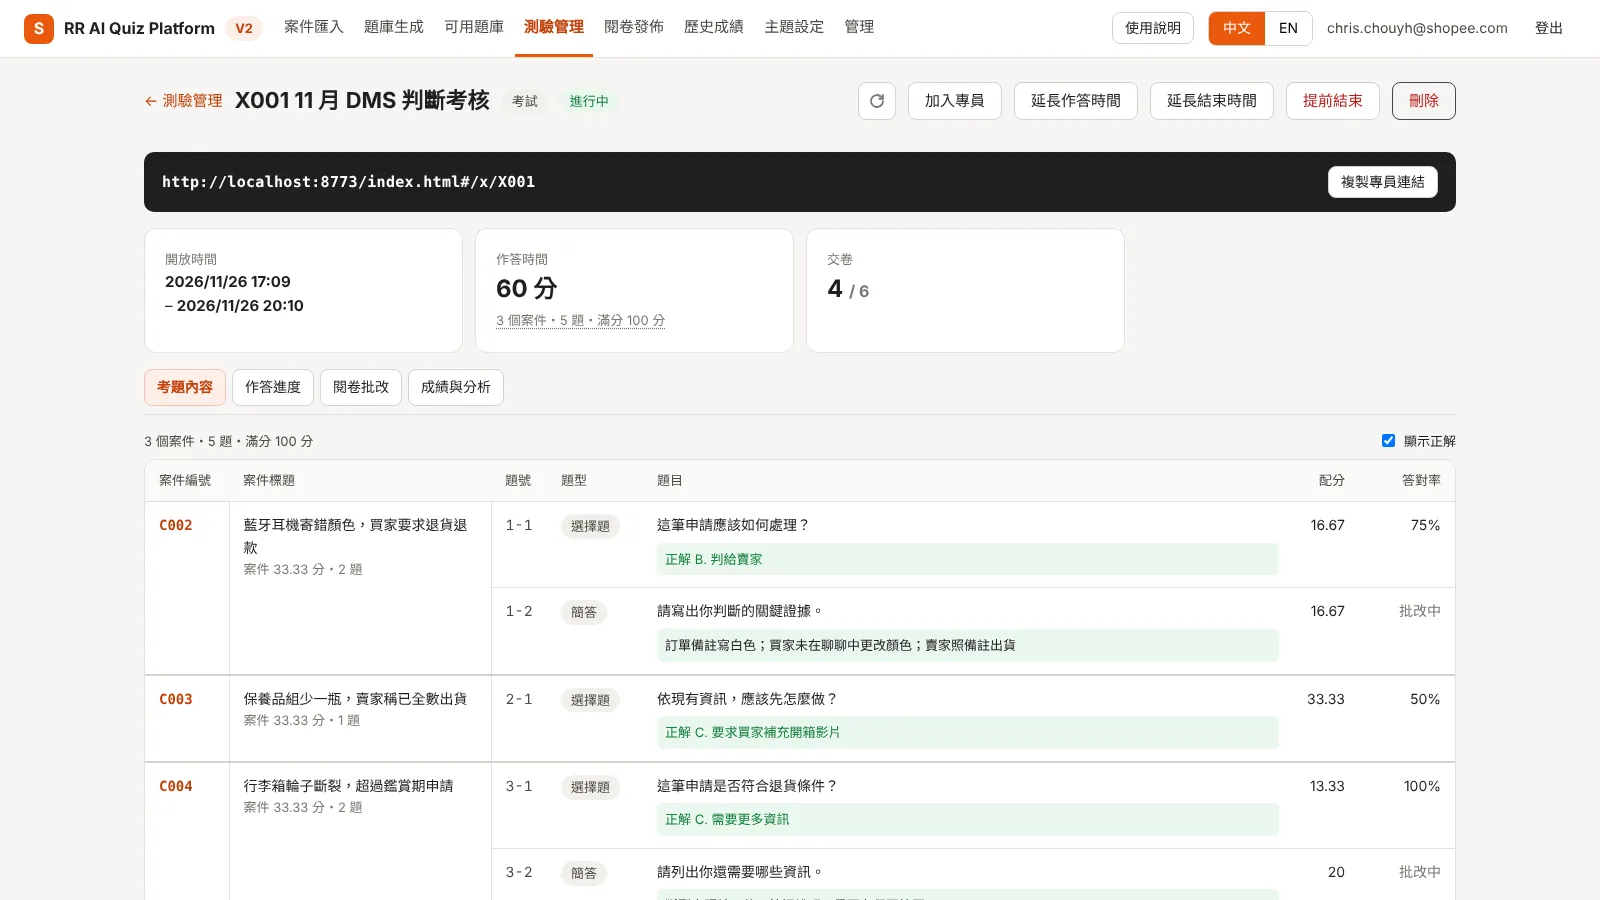 S RR AI Quiz Platform V2 案件匯入 題庫生成 可用題庫 測驗管理 閱卷發佈 歷史成績 主題設定 管理 使用說明 中文 EN chris.chouyh@shopee.com 登出
← 測驗管理 X001 11 月 DMS 判斷考核 考試 進行中 加入專員 延長作答時間 延長結束時間 提前結束 刪除
http://localhost:8773/index.html#/x/X001 複製專員連結
開放時間
2026/11/26 17:09
– 2026/11/26 20:10
作答時間
60 分
3 個案件・5 題・滿分 100 分
交卷
4 / 6
考題內容 作答進度 閱卷批改 成績與分析
3 個案件・5 題・滿分 100 分 顯示正解
案件編號 案件標題 題號 題型 題目 配分 答對率
C002 藍牙耳機寄錯顏色，買家要求退貨退
款
案件 33.33 分・2 題
1-1 選擇題 這筆申請應該如何處理？ 16.67 75%
正解 B. 判給賣家
1-2 簡答 請寫出你判斷的關鍵證據。 16.67 批改中
訂單備註寫白色；買家未在聊聊中更改顏色；賣家照備註出貨
C003 保養品組少一瓶，賣家稱已全數出貨
案件 33.33 分・1 題
2-1 選擇題 依現有資訊，應該先怎麼做？ 33.33 50%
正解 C. 要求買家補充開箱影片
C004 行李箱輪子斷裂，超過鑑賞期申請
案件 33.33 分・2 題
3-1 選擇題 這筆申請是否符合退貨條件？ 13.33 100%
正解 C. 需要更多資訊
3-2 簡答 請列出你還需要哪些資訊。 20 批改中